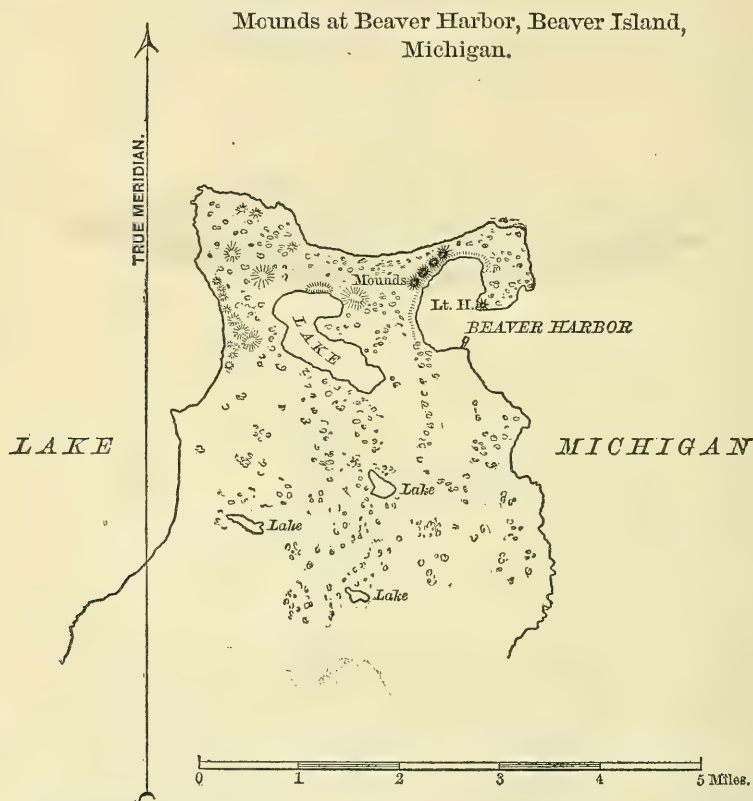 Mounds at Beaver Harbor, Beaver Island,
Michigan.
TRUE MERIDIAN.
Mounds
Lt. H.
BEAVER HARBOR
LAKE
LAKE
MICHIGAN
Lake
Lake
Lake
0 1 2 3 4 5 Miles.